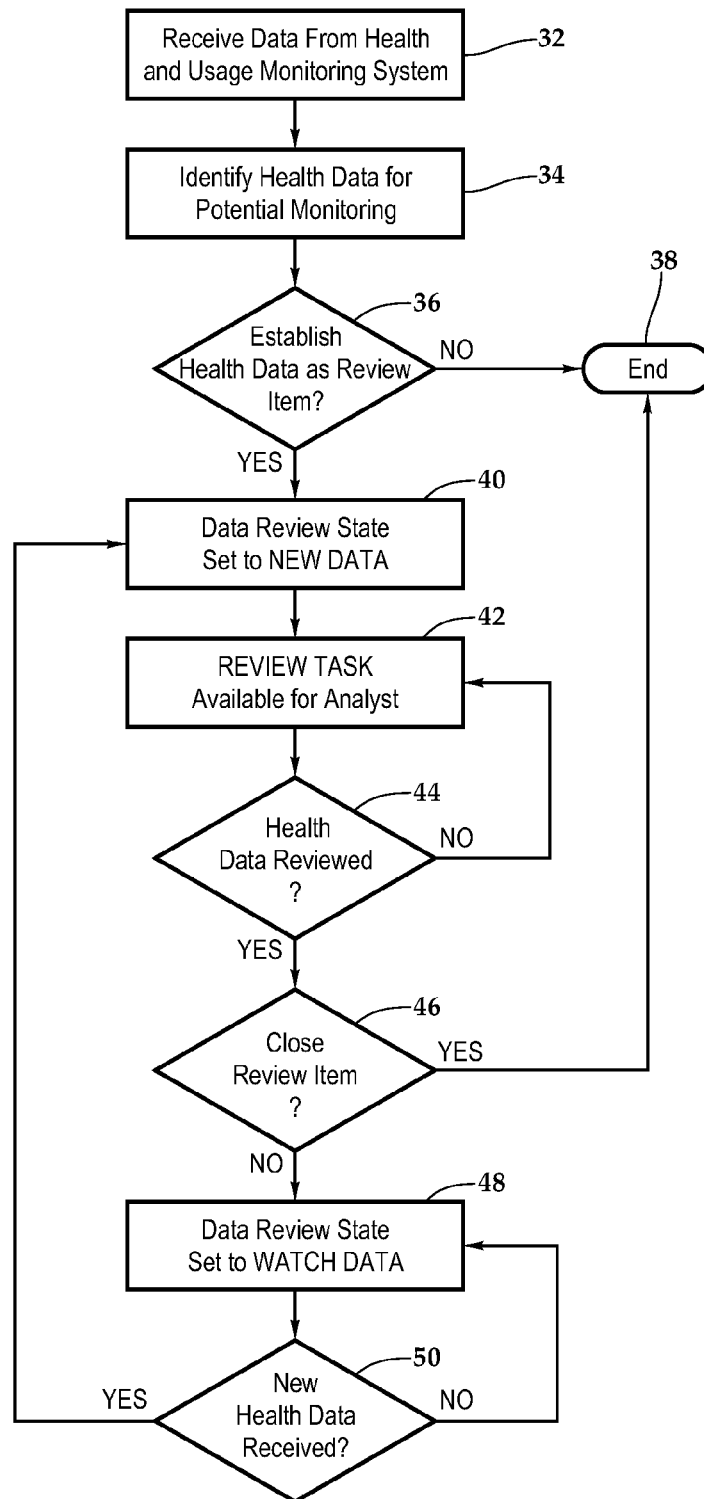 Receive Data From Health
and Usage Monitoring System
32
Identify Health Data for
Potential Monitoring
34
36
Establish
Health Data as Review
Item?
NO
YES
38
End
40
Data Review State
Set to NEW DATA
42
REVIEW TASK
Available for Analyst
44
Health
Data Reviewed
?
NO
YES
46
Close
Review Item
?
YES
NO
48
Data Review State
Set to WATCH DATA
50
New
Health Data
Received?
YES
NO